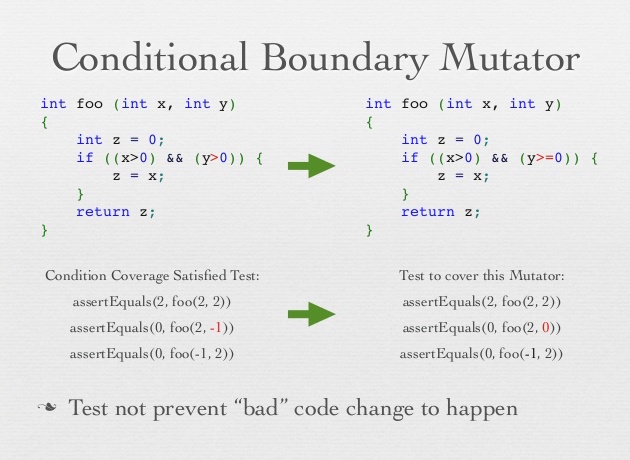 Conditional Boundary Mutator
int foo (int x, int y)
{
    int z = 0;
    if ((x>0) && (y>0)) {
        z = x;
    }
    return z;
}
int foo (int x, int y)
{
    int z = 0;
    if ((x>0) && (y>=0)) {
        z = x;
    }
    return z;
}
Condition Coverage Satisfied Test:
assertEquals(2, foo(2, 2))
assertEquals(0, foo(2, -1))
assertEquals(0, foo(-1, 2))
Test to cover this Mutator:
assertEquals(2, foo(2, 2))
assertEquals(0, foo(2, 0))
assertEquals(0, foo(-1, 2))
Test not prevent “bad” code change to happen